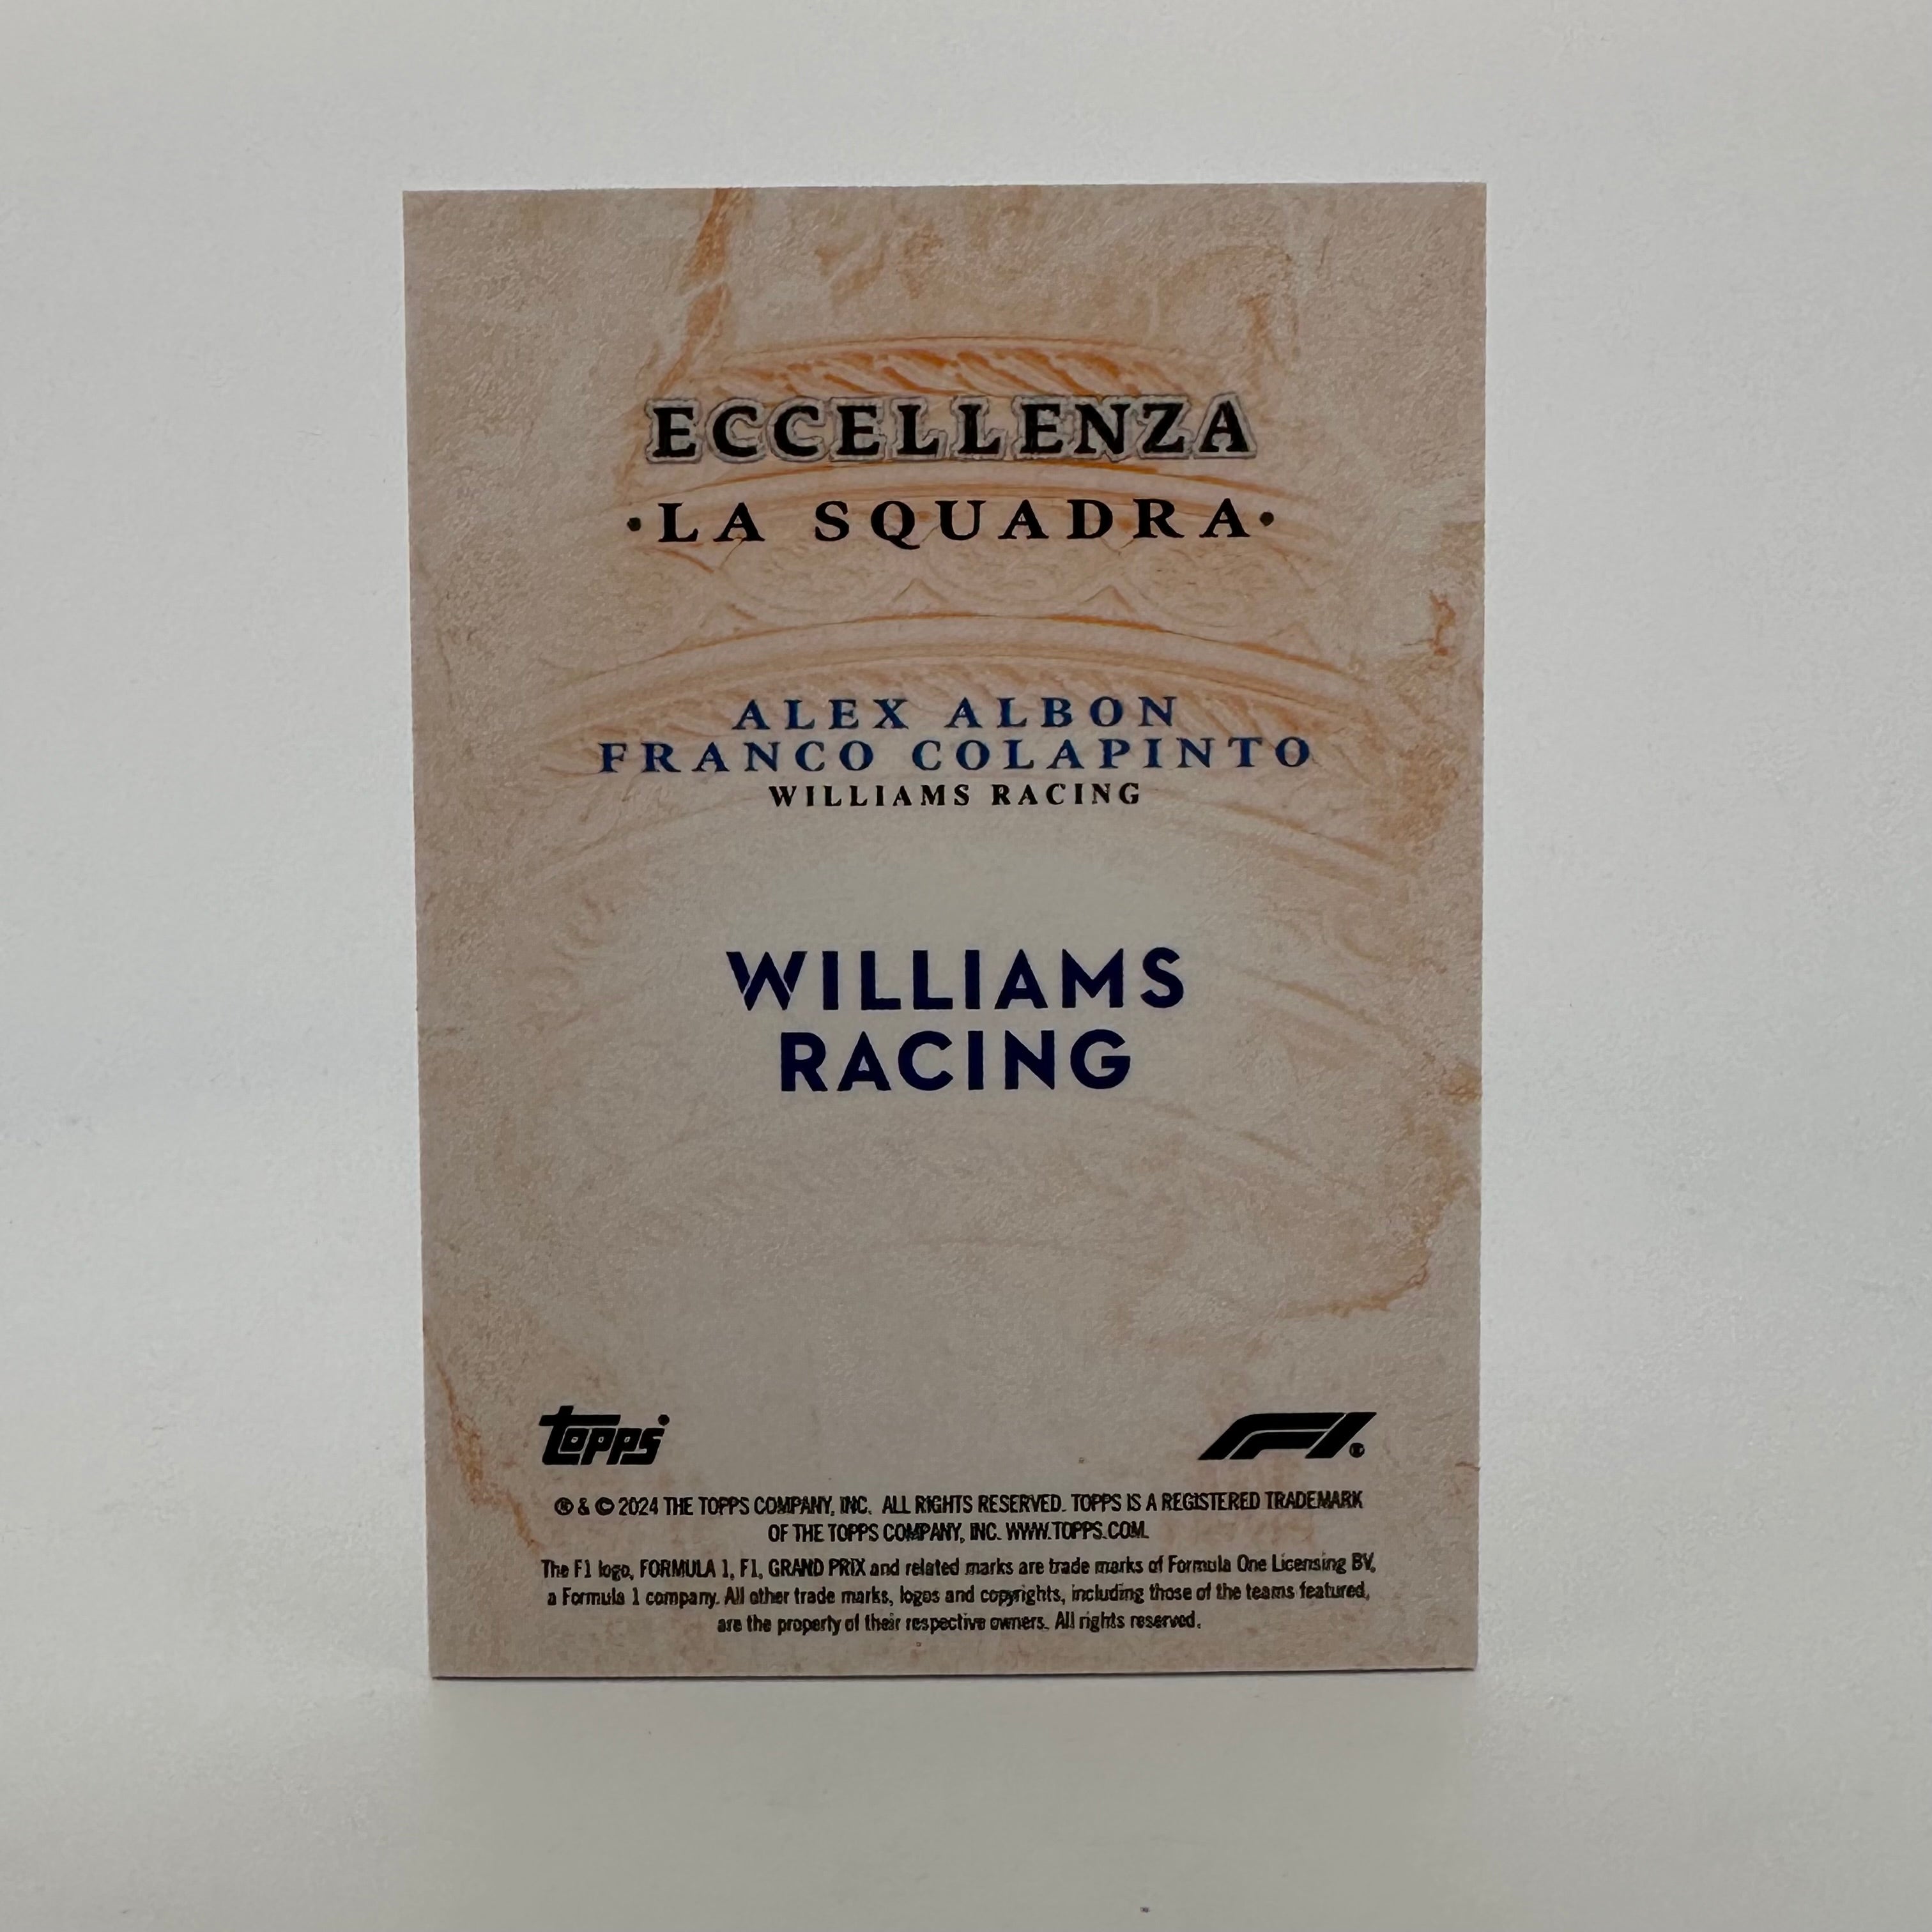 ECCELLENZA
·LA SQUADRA·
ALEX ALBON
FRANCO COLAPINTO
WILLIAMS RACING
WILLIAMS
RACING
topps
F1®
® & © 2024 THE TOPPS COMPANY, INC. ALL RIGHTS RESERVED. TOPPS IS A REGISTERED TRADEMARK
OF THE TOPPS COMPANY, INC. WWW.TOPPS.COM.
The F1 logo, FORMULA 1, F1, GRAND PRIX and related marks are trade marks of Formula One Licensing BV,
a Formula 1 company. All other trade marks, logos and copyrights, including those of the teams featured,
are the property of their respective owners. All rights reserved.